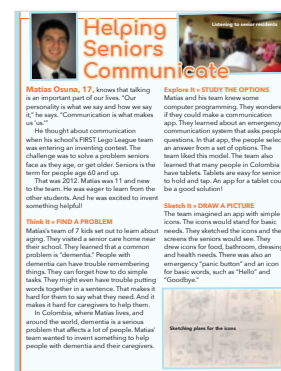 Helping
Seniors
Communicate
Listening to senior residents
Matias Osuna, 17, knows that talking
is an important part of our lives. "Our
personality is what we say and how we say
it," he says. "Communication is what makes
us 'us.'"
He thought about communication
when his school's FIRST Lego League team
was entering an inventing contest. The
challenge was to solve a problem seniors
face as they age, or get older. Seniors is the
term for people age 60 and up.
That was 2012. Matias was 11 and new
to the team. He was eager to learn from the
other students. And he was excited to invent
something helpful!
Think It > FIND A PROBLEM
Matias's team of 7 kids set out to learn about
aging. They visited a senior care home near
their school. They learned that a common
problem is "dementia." People with
dementia can have trouble remembering
things. They can forget how to do simple
tasks. They might even have trouble putting
words together in a sentence. That makes it
hard for them to say what they need. And it
makes it hard for caregivers to help them.
In Colombia, where Matias lives, and
around the world, dementia is a serious
problem that affects a lot of people. Matias'
team wanted to invent something to help
people with dementia and their caregivers.
Explore It > STUDY THE OPTIONS
Matias and his team knew some
computer programming. They wondere
if they could make a communication
app. They learned about an emergency
communication system that asks people
questions. In that app, the people selec
an answer from a set of options. The
team liked this model. The team also
learned that many people in Colombia
have tablets. Tablets are easy for senior
to hold and tap. An app for a tablet cou
be a good solution!
Sketch It > DRAW A PICTURE
The team imagined an app with simple
icons. The icons would stand for basic
needs. They sketched the icons and the
screens the seniors would see. They
drew icons for food, bathroom, dressing
and health needs. There was also an
emergency "panic button" and an icon
for basic words, such as "Hello" and
"Goodbye."
Sketching plans for the icons